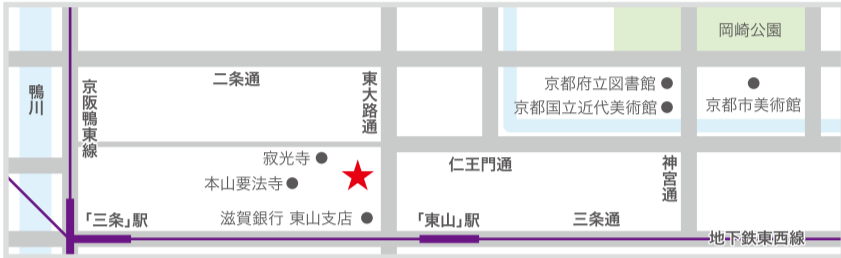 岡崎公園
二条通
鴨川
京阪鴨東線
東大路通
京都府立図書館
京都国立近代美術館
京都市美術館
寂光寺
本山要法寺
仁王門通
神宮通
「三条」駅
滋賀銀行 東山支店
「東山」駅
三条通
地下鉄東西線